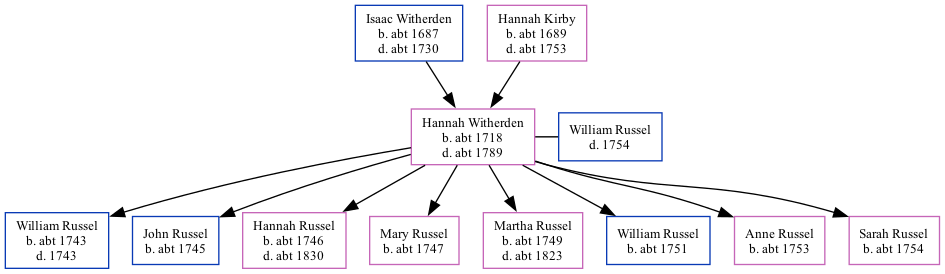 Isaac Witherden
b. abt 1687
d. abt 1730
Hannah Kirby
b. abt 1689
d. abt 1753
Hannah Witherden
b. abt 1718
d. abt 1789
William Russel
d. 1754
William Russel
b. abt 1743
d. 1743
John Russel
b. abt 1745
Hannah Russel
b. abt 1746
d. abt 1830
Mary Russel
b. abt 1747
Martha Russel
b. abt 1749
d. abt 1823
William Russel
b. abt 1751
Anne Russel
b. abt 1753
Sarah Russel
b. abt 1754